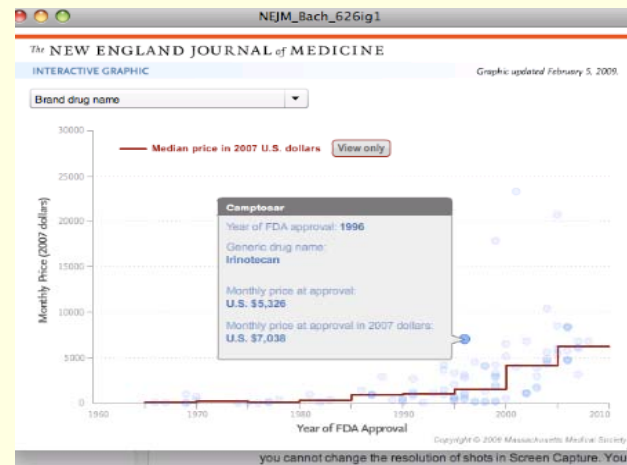 NEJM_Bach_626ig1
The NEW ENGLAND JOURNAL of MEDICINE
INTERACTIVE GRAPHIC
Graphic updated February 5, 2009.
Brand drug name
30000
Median price in 2007 U.S. dollars
View only
25000
20000
15000
10000
5000
0
Monthly Price (2007 dollars)
Camptosar
Year of FDA approval: 1996
Generic drug name:
Irinotecan
Monthly price at approval:
U.S. $5,326
Monthly price at approval in 2007 dollars:
U.S. $7,038
1960 1970 1980 1990 2000 2010
Year of FDA Approval
Copyright © 2009 Massachusetts Medical Society
you cannot change the resolution of shots in Screen Capture. You